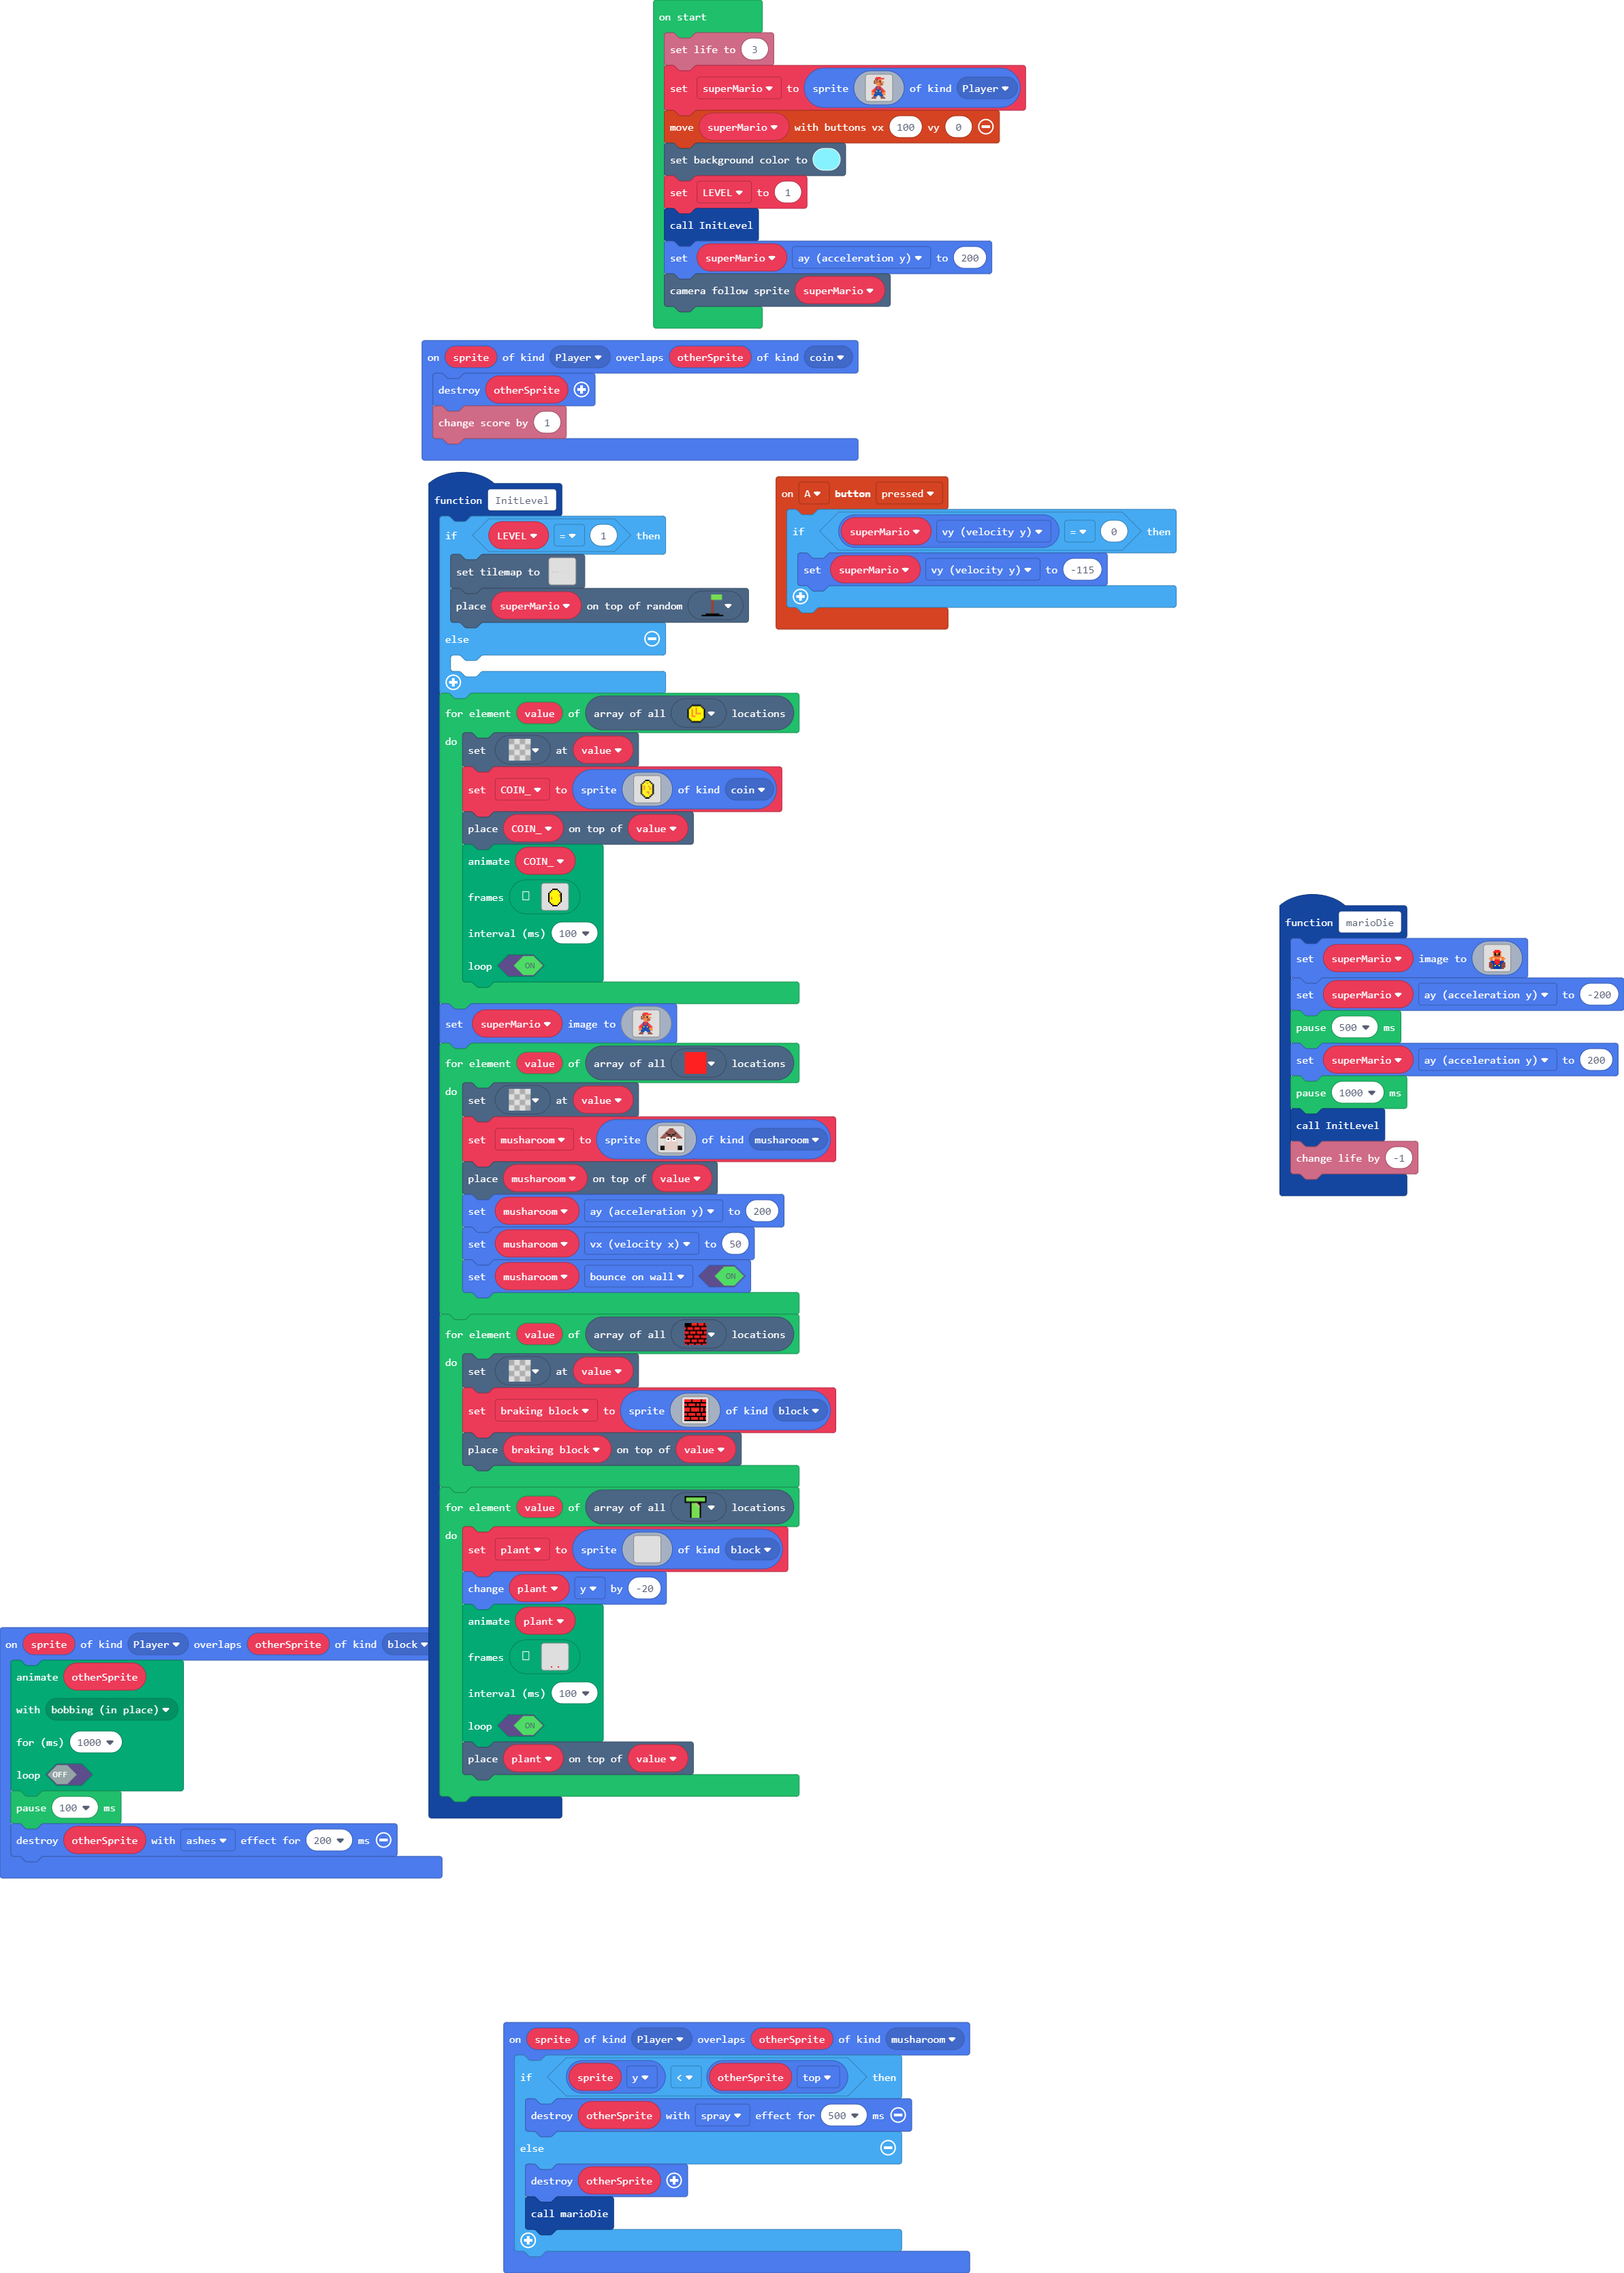 on start
set life to 3
set superMario to sprite of kind Player
move superMario with buttons vx 100 vy 0
set background color to
set LEVEL to 1
call InitLevel
set superMario ay (acceleration y) to 200
camera follow sprite superMario
on sprite of kind Player overlaps otherSprite of kind coin
destroy otherSprite
change score by 1
function InitLevel
if LEVEL = 1 then
set tilemap to
place superMario on top of random
else
for element value of array of all locations
do
set at value
set COIN_ to sprite of kind coin
place COIN_ on top of value
animate COIN_
frames
interval (ms) 100
loop ON
set superMario image to
for element value of array of all locations
do
set at value
set musharoom to sprite of kind musharoom
place musharoom on top of value
set musharoom ay (acceleration y) to 200
set musharoom vx (velocity x) to 50
set musharoom bounce on wall ON
for element value of array of all locations
do
set at value
set braking block to sprite of kind block
place braking block on top of value
for element value of array of all locations
do
set plant to sprite of kind block
change plant y by -20
animate plant
frames
interval (ms) 100
loop ON
place plant on top of value
on A button pressed
if superMario vy (velocity y) = 0 then
set superMario vy (velocity y) to -115
function marioDie
set superMario image to
set superMario ay (acceleration y) to -200
pause 500 ms
set superMario ay (acceleration y) to 200
pause 1000 ms
call InitLevel
change life by -1
on sprite of kind Player overlaps otherSprite of kind block
animate otherSprite
with bobbing (in place)
for (ms) 1000
loop OFF
pause 100 ms
destroy otherSprite with ashes effect for 200 ms
on sprite of kind Player overlaps otherSprite of kind musharoom
if sprite y < otherSprite top then
destroy otherSprite with spray effect for 500 ms
else
destroy otherSprite
call marioDie